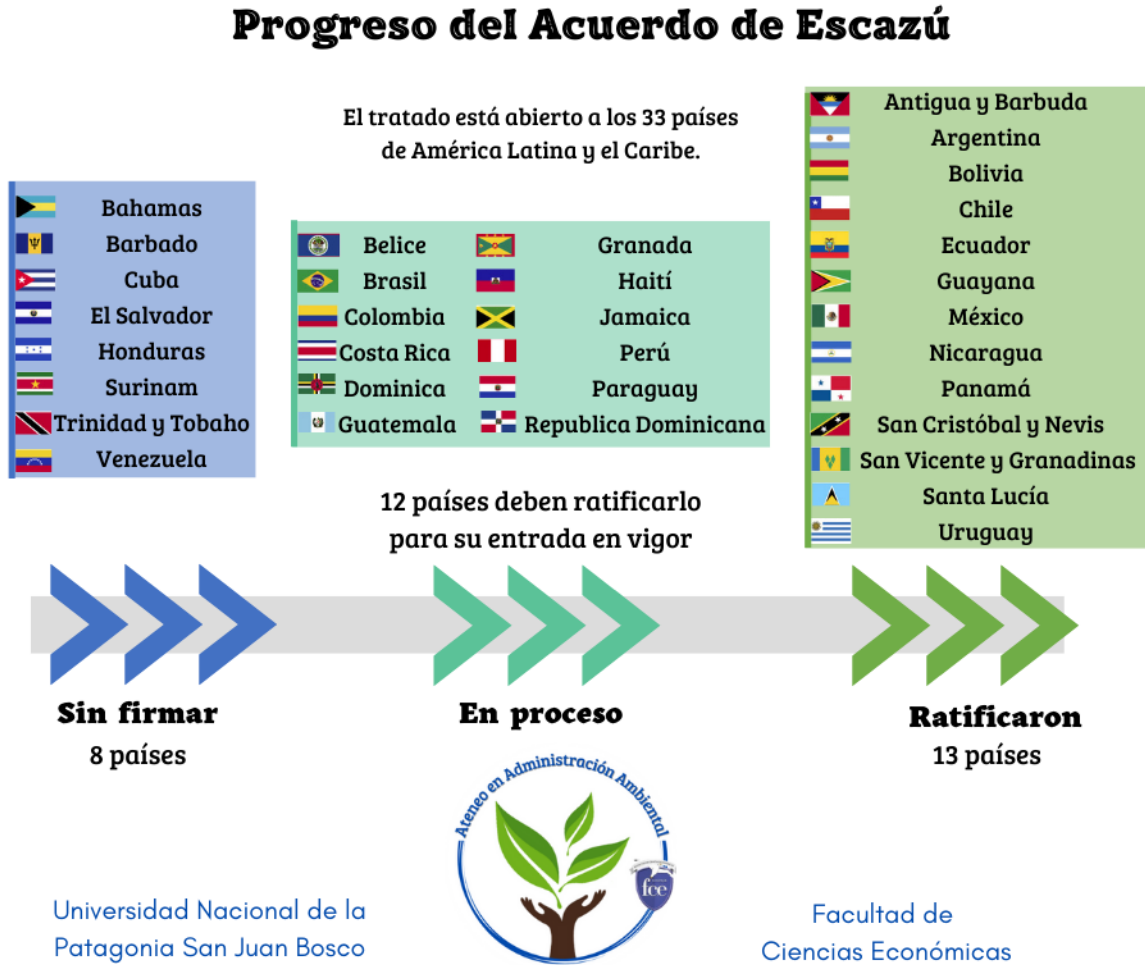 Progreso del Acuerdo de Escazú
El tratado está abierto a los 33 países
de América Latina y el Caribe.
Bahamas
Barbado
Cuba
El Salvador
Honduras
Surinam
Trinidad y Tobaho
Venezuela
Belice
Brasil
Colombia
Costa Rica
Dominica
Guatemala
Granada
Haití
Jamaica
Perú
Paraguay
Republica Dominicana
Antigua y Barbuda
Argentina
Bolivia
Chile
Ecuador
Guayana
México
Nicaragua
Panamá
San Cristóbal y Nevis
San Vicente y Granadinas
Santa Lucía
Uruguay
12 países deben ratificarlo
para su entrada en vigor
Sin firmar
8 países
En proceso
Ratificaron
13 países
Ateneo en Administración Ambiental
fce
Universidad Nacional de la
Patagonia San Juan Bosco
Facultad de
Ciencias Económicas